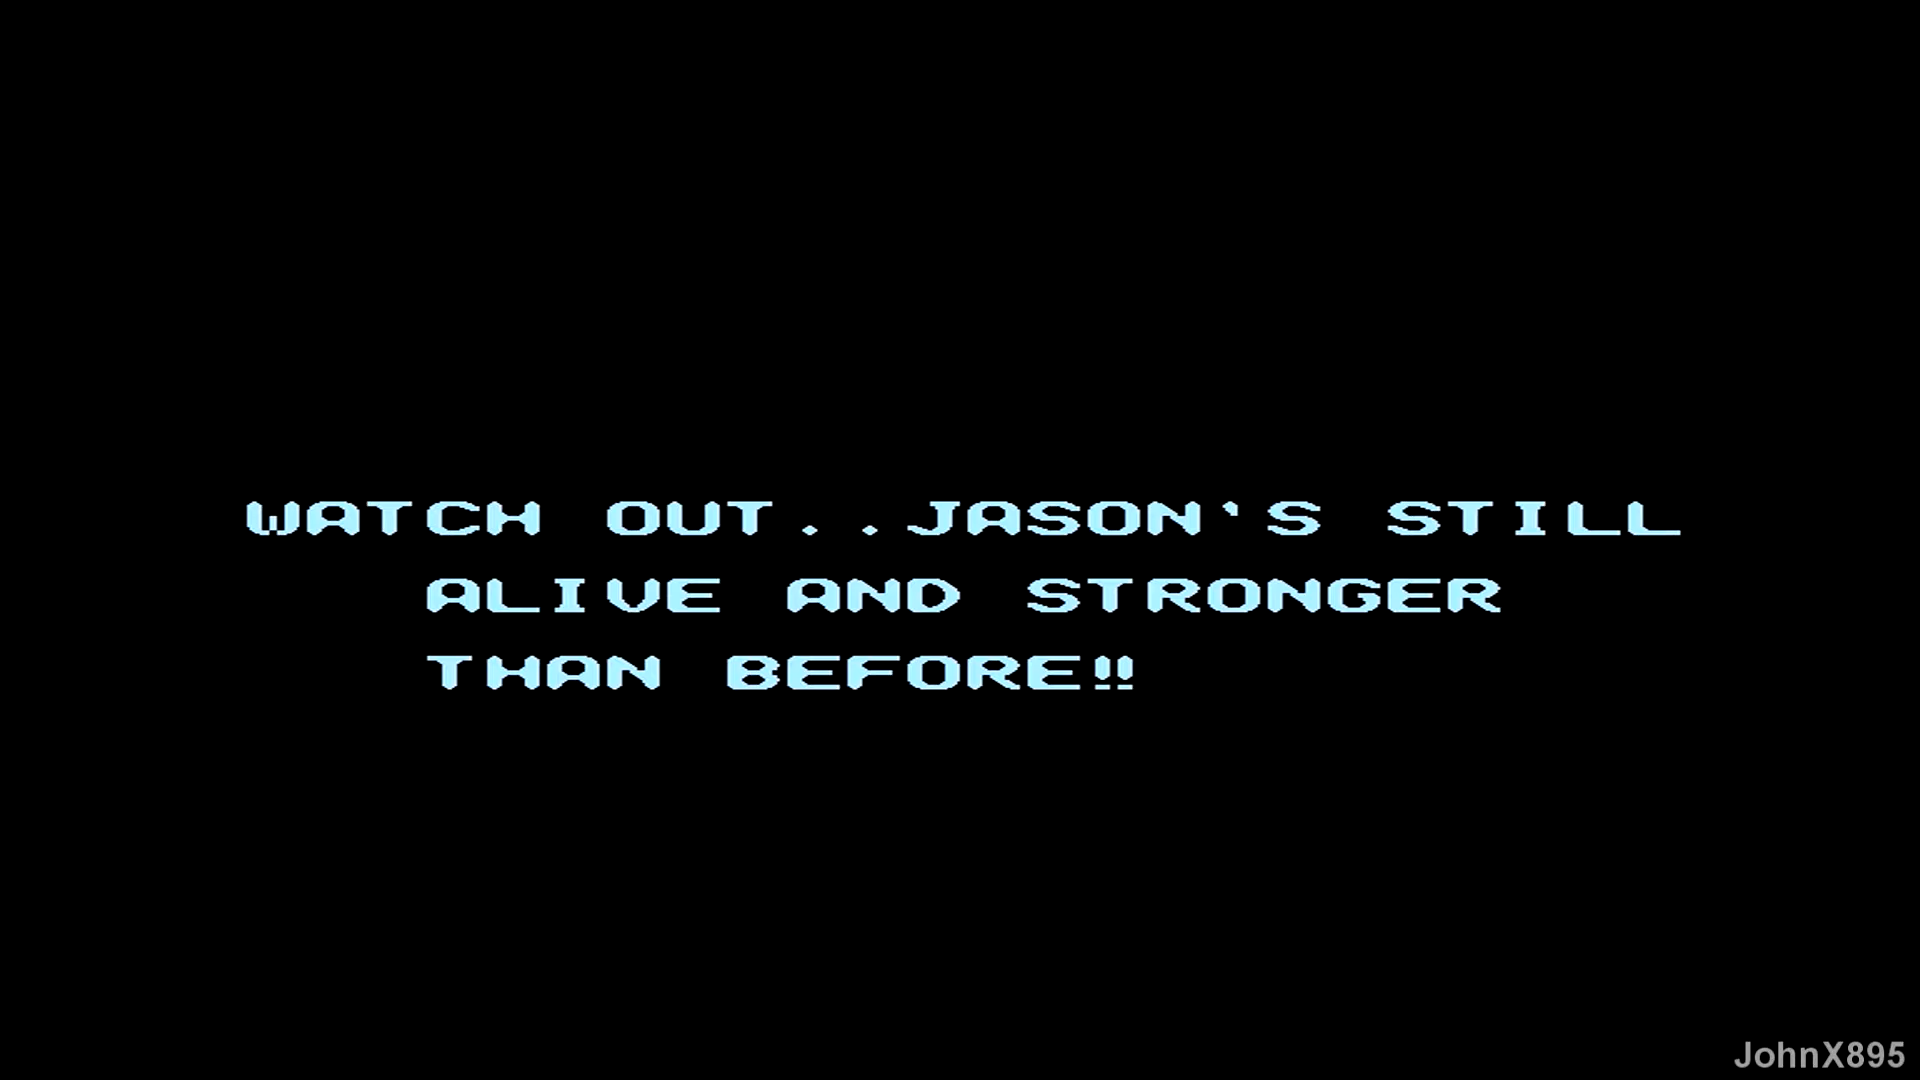 WATCH OUT..JASON'S STILL
ALIVE AND STRONGER
THAN BEFORE!!
JohnX895